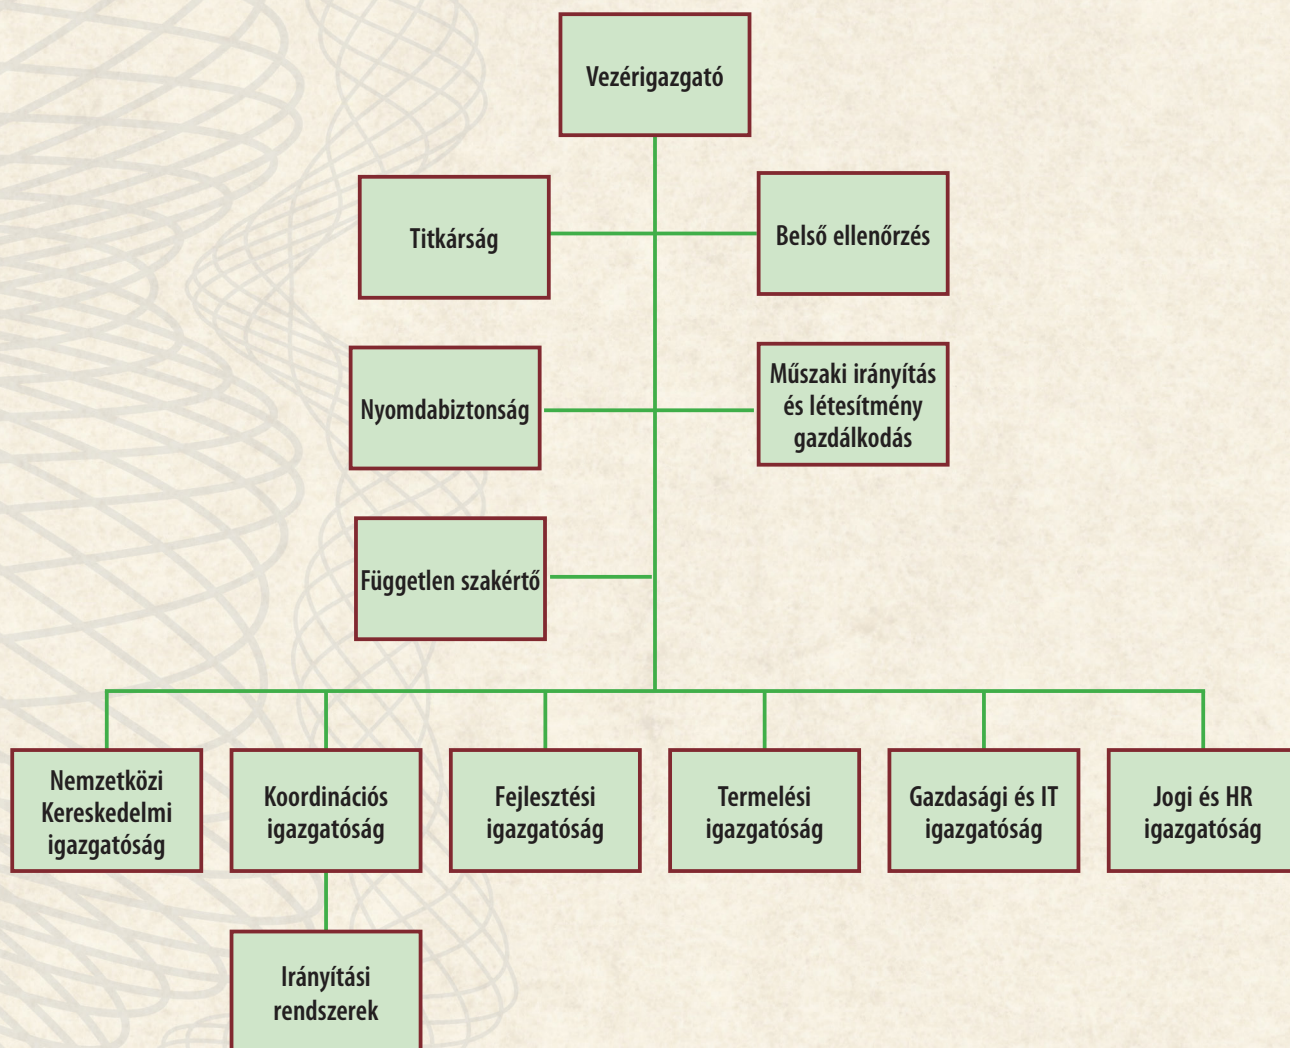 Vezérigazgató
Titkárság
Belső ellenőrzés
Nyomdabiztonság
Műszaki irányítás
és létesítmény
gazdálkodás
Független szakértő
Nemzetközi
Kereskedelmi
igazgatóság
Koordinációs
igazgatóság
Fejlesztési
igazgatóság
Termelési
igazgatóság
Gazdasági és IT
igazgatóság
Jogi és HR
igazgatóság
Irányítási
rendszerek